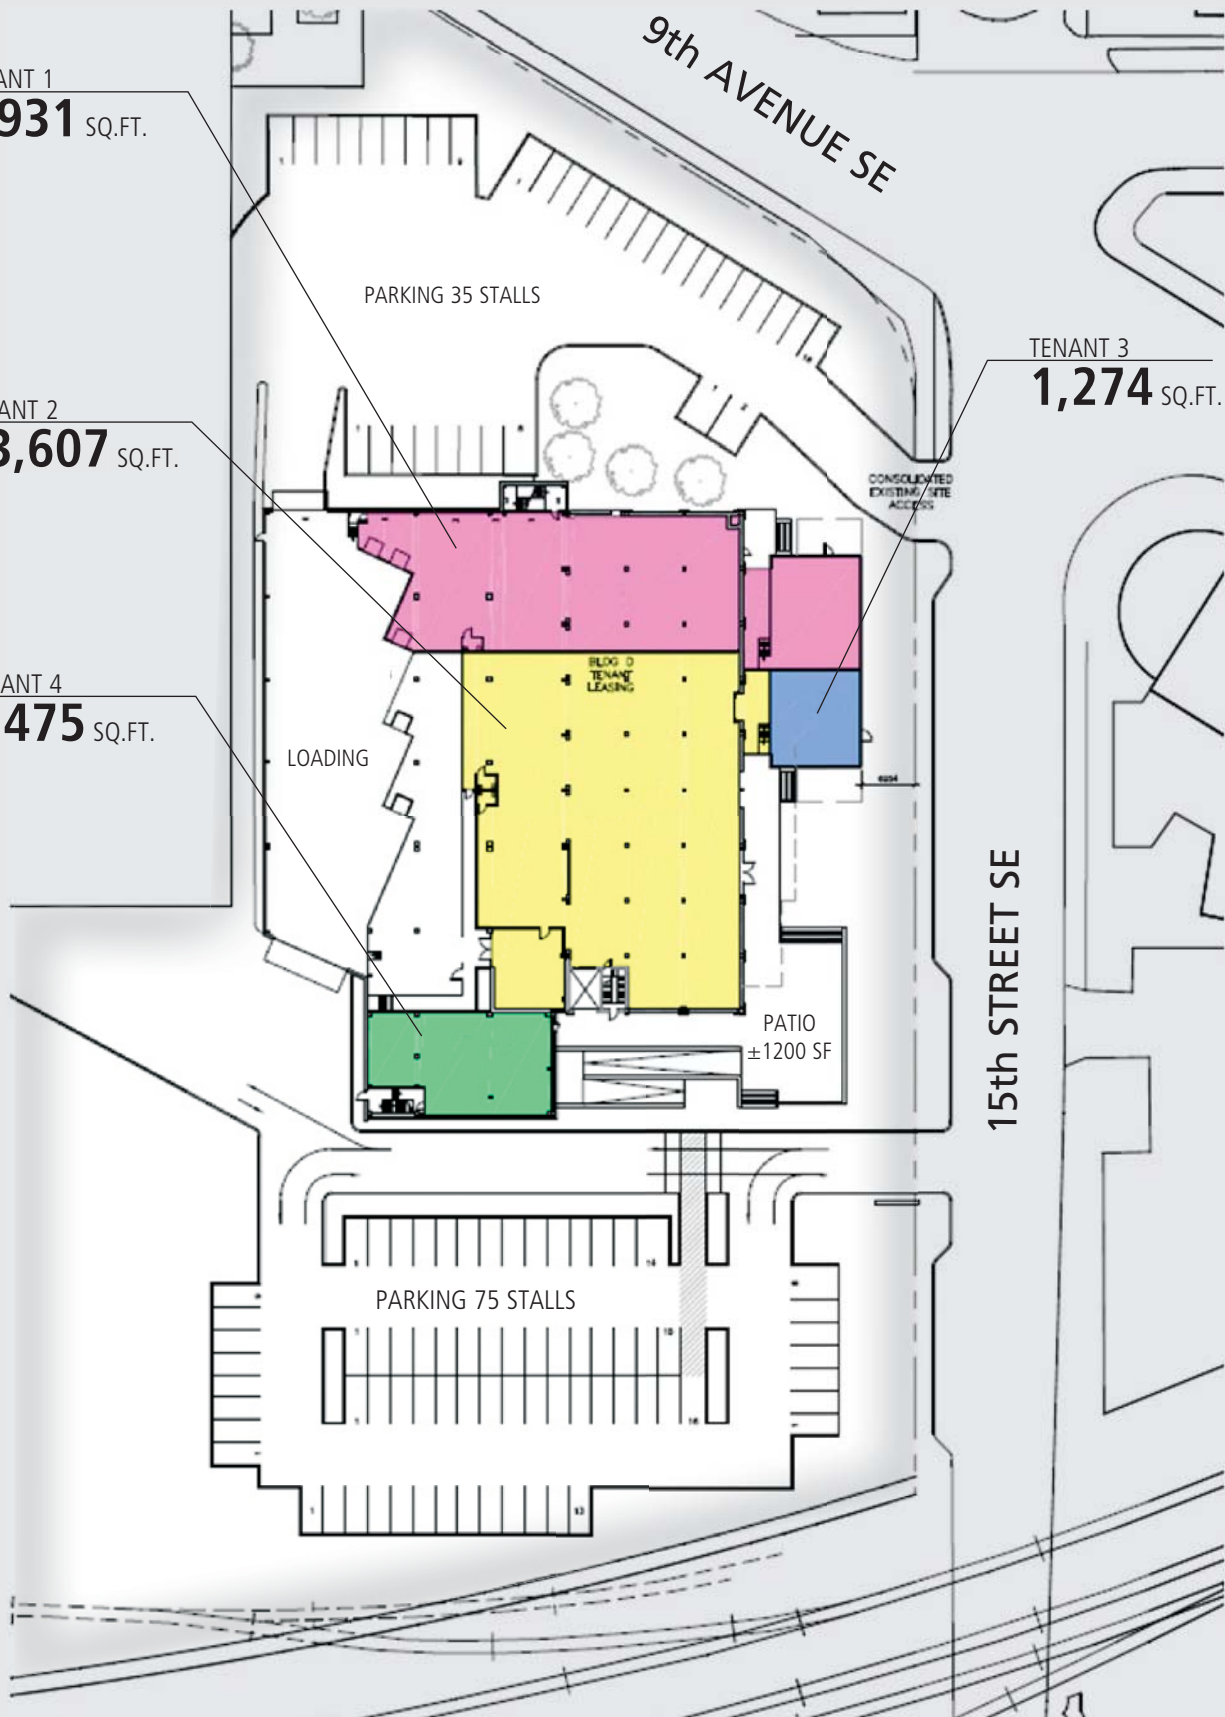 ANT 1
931 SQ.FT.
9th AVENUE SE
PARKING 35 STALLS
TENANT 3
1,274 SQ.FT.
ANT 2
3,607 SQ.FT.
CONSOLIDATED
EXISTING SITE
ACCESS
BLDG D
TENANT
LEASING
ANT 4
475 SQ.FT.
LOADING
15th STREET SE
PATIO
±1200 SF
PARKING 75 STALLS